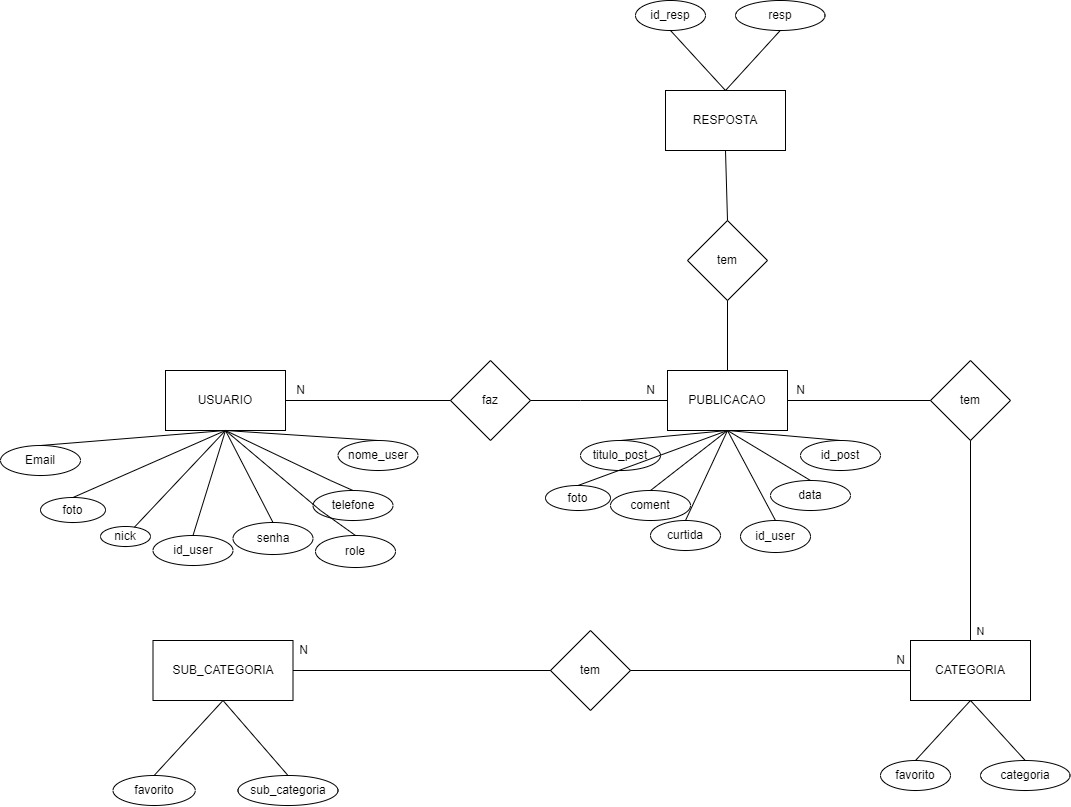 id_resp
resp
RESPOSTA
tem
USUARIO
N
faz
N
PUBLICACAO
N
tem
Email
foto
nick
id_user
senha
telefone
role
nome_user
titulo_post
foto
coment
curtida
id_user
data
id_post
SUB_CATEGORIA
N
tem
N
N
CATEGORIA
favorito
sub_categoria
favorito
categoria